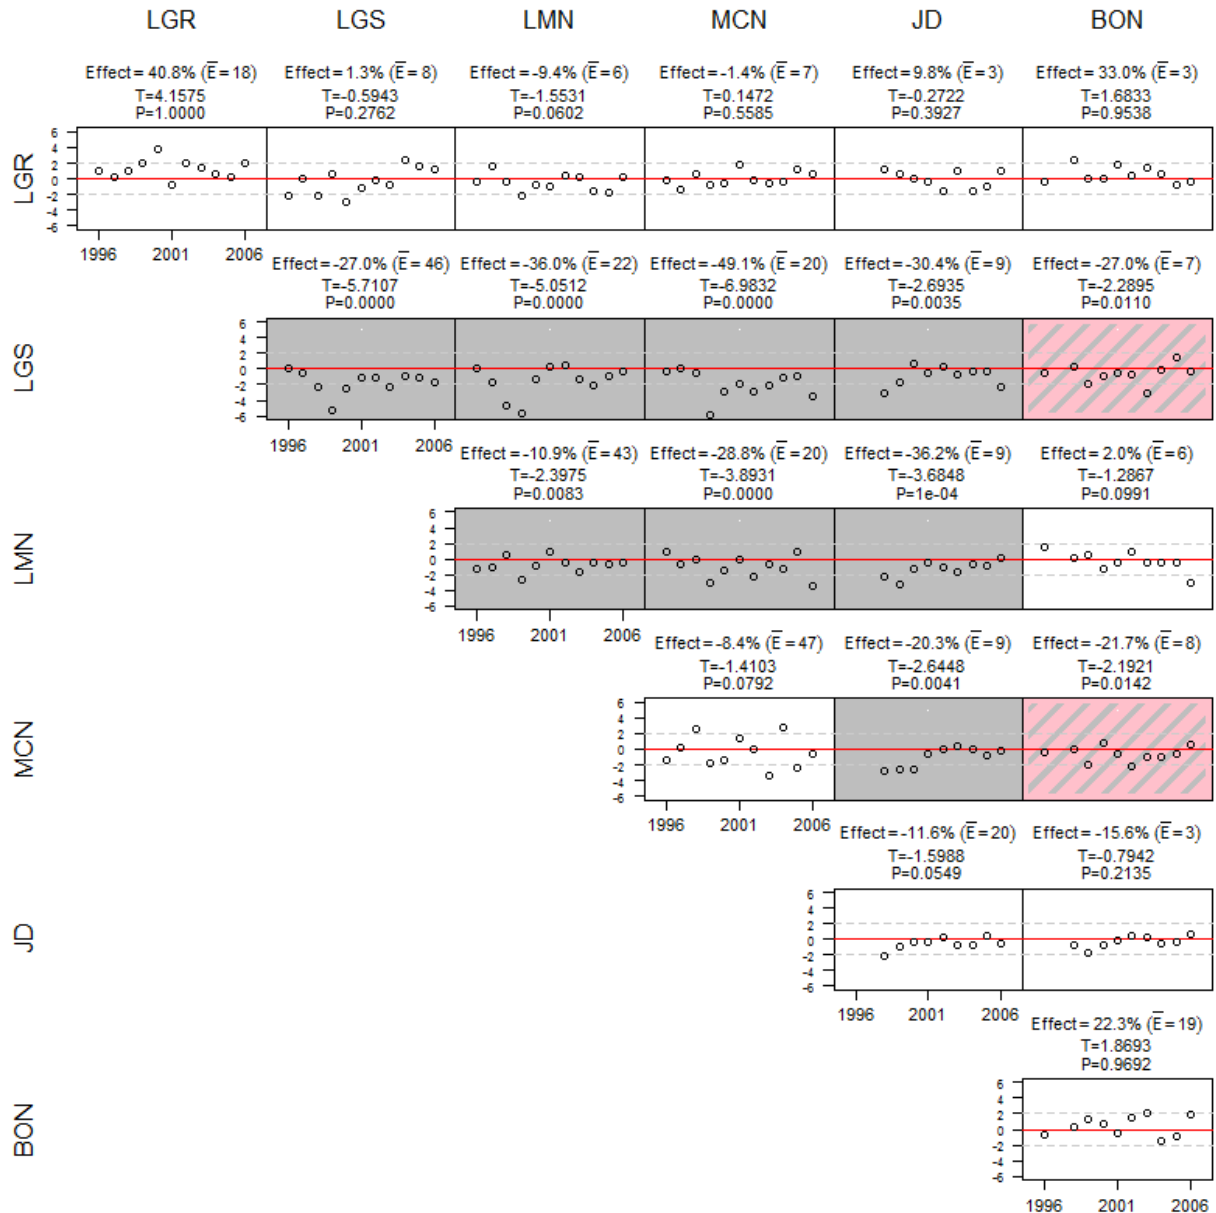 LGR LGS LMN MCN JD BON
Effect = 40.8% (E̅ = 18) Effect = 1.3% (E̅ = 8) Effect = -9.4% (E̅ = 6) Effect = -1.4% (E̅ = 7) Effect = 9.8% (E̅ = 3) Effect = 33.0% (E̅ = 3)
T=4.1575 T=-0.5943 T=-1.5531 T=0.1472 T=-0.2722 T=1.6833
P=1.0000 P=0.2762 P=0.0602 P=0.5585 P=0.3927 P=0.9538
LGR
6
4
2
0
-2
-4
-6
1996 2001 2006
Effect = -27.0% (E̅ = 46) Effect = -36.0% (E̅ = 22) Effect = -49.1% (E̅ = 20) Effect = -30.4% (E̅ = 9) Effect = -27.0% (E̅ = 7)
T=-5.7107 T=-5.0512 T=-6.9832 T=-2.6935 T=-2.2895
P=0.0000 P=0.0000 P=0.0000 P=0.0035 P=0.0110
LGS
6
4
2
0
-2
-4
-6
1996 2001 2006
Effect = -10.9% (E̅ = 43) Effect = -28.8% (E̅ = 20) Effect = -36.2% (E̅ = 9) Effect = 2.0% (E̅ = 6)
T=-2.3975 T=-3.8931 T=-3.6848 T=-1.2867
P=0.0083 P=0.0000 P=1e-04 P=0.0991
LMN
6
4
2
0
-2
-4
-6
1996 2001 2006
Effect = -8.4% (E̅ = 47) Effect = -20.3% (E̅ = 9) Effect = -21.7% (E̅ = 8)
T=-1.4103 T=-2.6448 T=-2.1921
P=0.0792 P=0.0041 P=0.0142
MCN
6
4
2
0
-2
-4
-6
1996 2001 2006
Effect = -11.6% (E̅ = 20) Effect = -15.6% (E̅ = 3)
T=-1.5988 T=-0.7942
P=0.0549 P=0.2135
JD
6
4
2
0
-2
-4
-6
1996 2001 2006
Effect = 22.3% (E̅ = 19)
T=1.8693
P=0.9692
BON
6
4
2
0
-2
-4
-6
1996 2001 2006